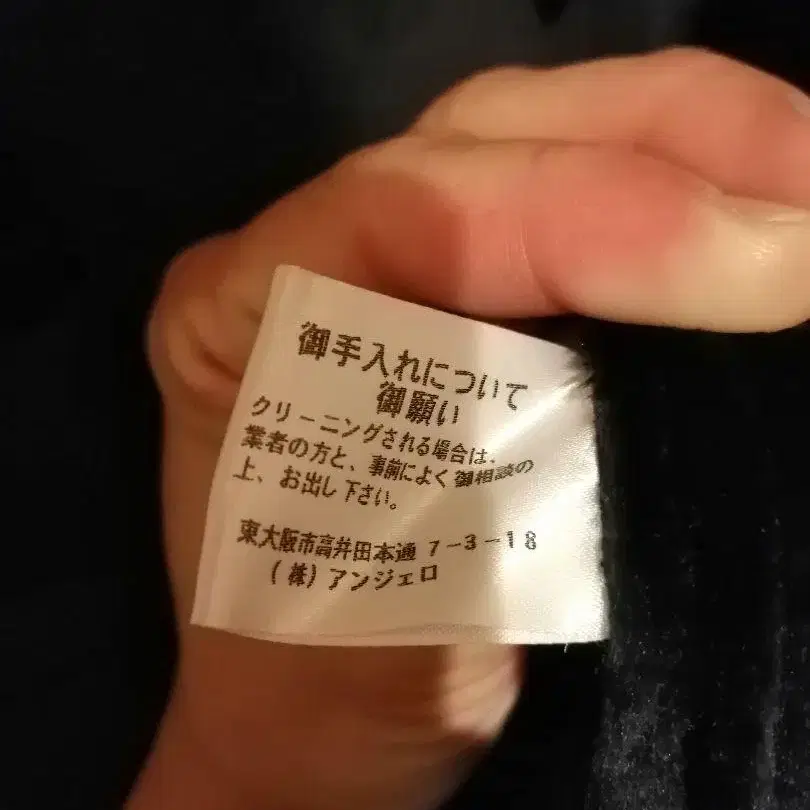 御手入れについて
御願い
クリーニングされる場合は、
業者の方と、事前によく御相談の
上、お出し下さい。
東大阪市高井田本通 7-3-18
(株)アンジェロ